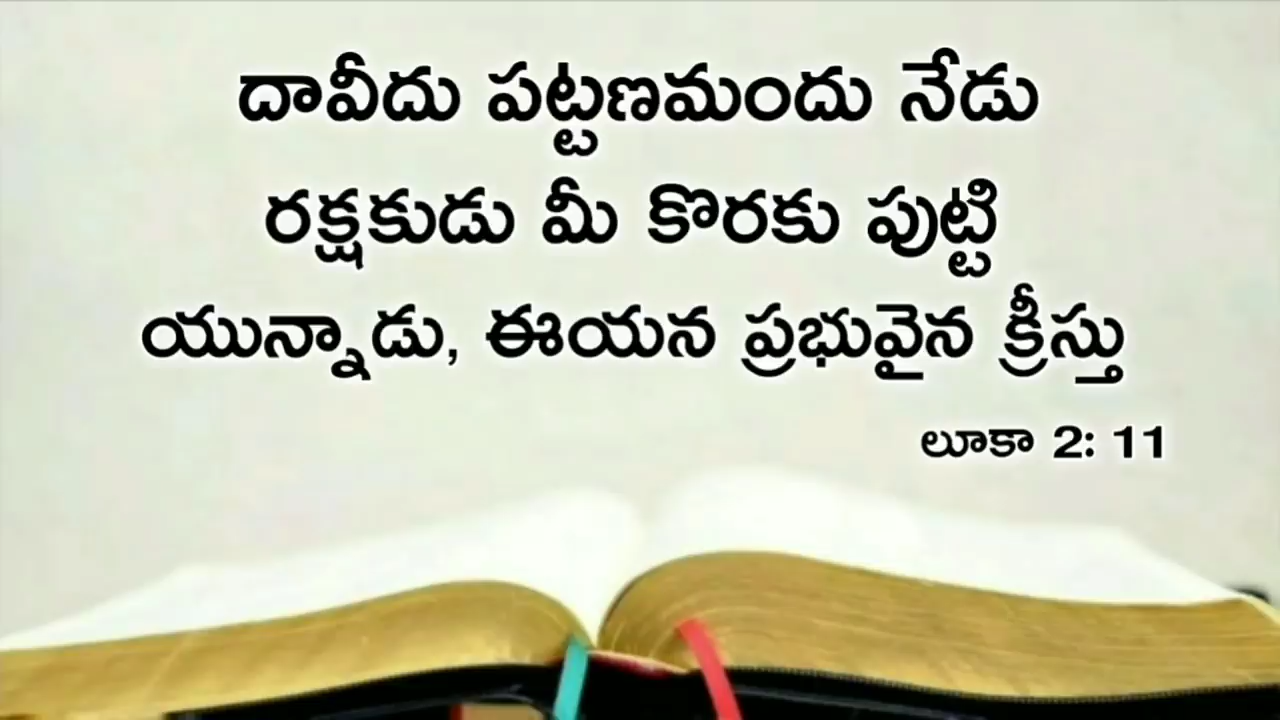 దావీదు పట్టణమందు నేడు
రక్షకుడు మీ కొరకు పుట్టి
యున్నాడు, ఈయన ప్రభువైన క్రీస్తు
లూకా 2: 11